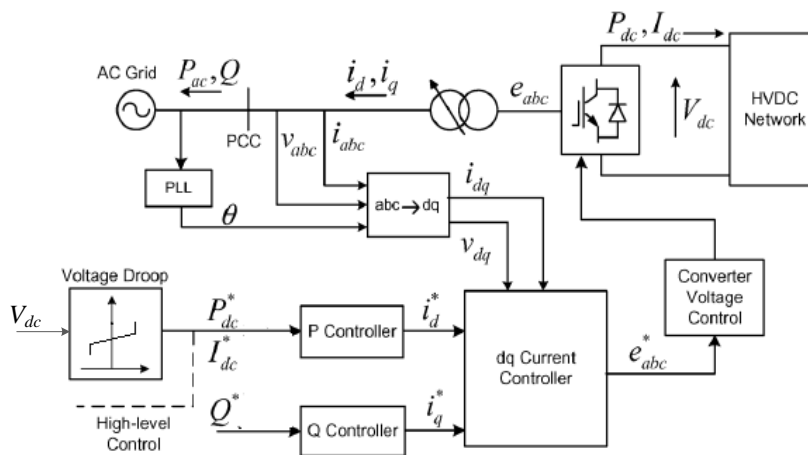 P_dc, I_dc
AC Grid
P_ac, Q
i_d, i_q
e_abc
V_dc
HVDC
Network
PCC
v_abc
i_abc
PLL
θ
abc→dq
i_dq
v_dq
Voltage Droop
V_dc
P*_dc
I*_dc
P Controller
i*_d
dq Current
Controller
Converter
Voltage
Control
e*_abc
High-level
Control
Q*
Q Controller
i*_q